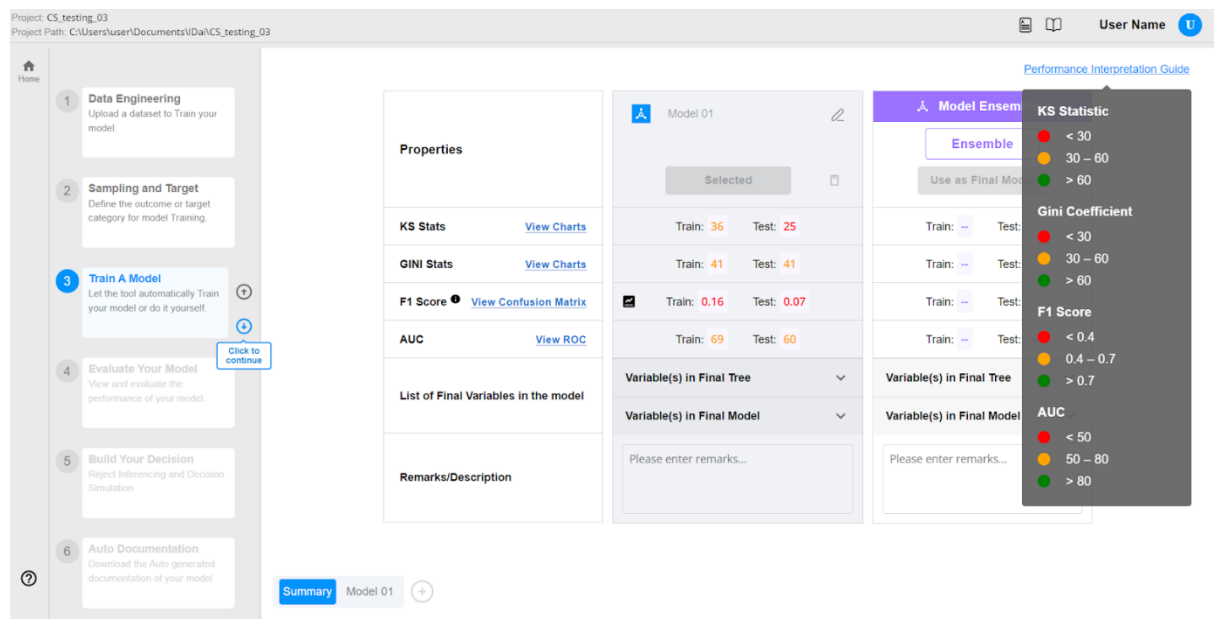 Project: CS_testing_03
Project Path: C:\Users\user\Documents\IDai\CS_testing_03
User Name
U
Home
1
Data Engineering
Upload a dataset to Train your
model.
2
Sampling and Target
Define the outcome or target
category for model Training.
3
Train A Model
Let the tool automatically Train
your model or do it yourself.
Click to
continue
4
Evaluate Your Model
View and evaluate the
performance of your model.
5
Build Your Decision
Reject Inferencing and Decision
Simulation
6
Auto Documentation
Download the Auto generated
documentation of your model
Performance Interpretation Guide
Properties
Model 01
Selected
Model Ensem
Ensemble
Use as Final Mod
KS Stats View Charts Train: 36 Test: 25 Train: -- Test:
GINI Stats View Charts Train: 41 Test: 41 Train: -- Test:
F1 Score View Confusion Matrix Train: 0.16 Test: 0.07 Train: -- Test:
AUC View ROC Train: 69 Test: 60 Train: -- Test:
List of Final Variables in the model
Variable(s) in Final Tree
Variable(s) in Final Model
Variable(s) in Final Tree
Variable(s) in Final Model
Remarks/Description
Please enter remarks...
Please enter remarks...
KS Statistic
< 30
30 – 60
> 60
Gini Coefficient
< 30
30 – 60
> 60
F1 Score
< 0.4
0.4 – 0.7
> 0.7
AUC
< 50
50 – 80
> 80
Summary Model 01